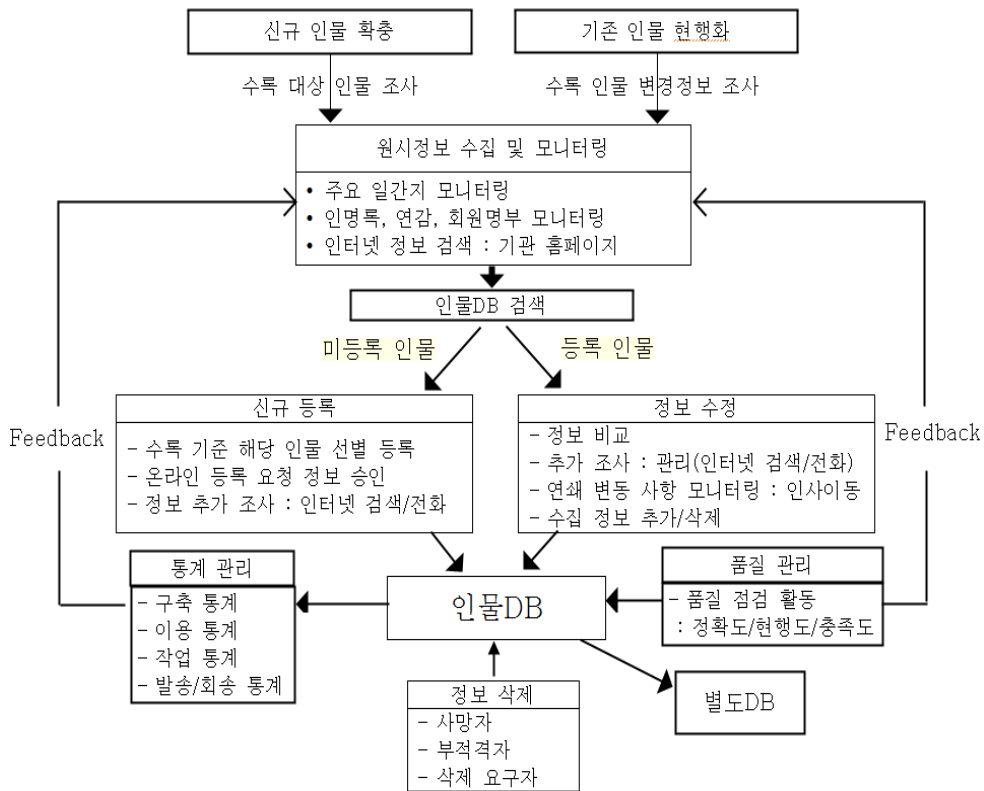 신규 인물 확충
기존 인물 현행화
수록 대상 인물 조사
수록 인물 변경정보 조사
원시정보 수집 및 모니터링
• 주요 일간지 모니터링
• 인명록, 연감, 회원명부 모니터링
• 인터넷 정보 검색 : 기관 홈페이지
인물DB 검색
미등록 인물
등록 인물
신규 등록
- 수록 기준 해당 인물 선별 등록
- 온라인 등록 요청 정보 승인
- 정보 추가 조사 : 인터넷 검색/전화
정보 수정
- 정보 비교
- 추가 조사 : 관리(인터넷 검색/전화)
- 연쇄 변동 사항 모니터링 : 인사이동
- 수집 정보 추가/삭제
Feedback
Feedback
통계 관리
- 구축 통계
- 이용 통계
- 작업 통계
- 발송/회송 통계
인물DB
품질 관리
- 품질 점검 활동
: 정확도/현행도/충족도
정보 삭제
- 사망자
- 부적격자
- 삭제 요구자
별도DB